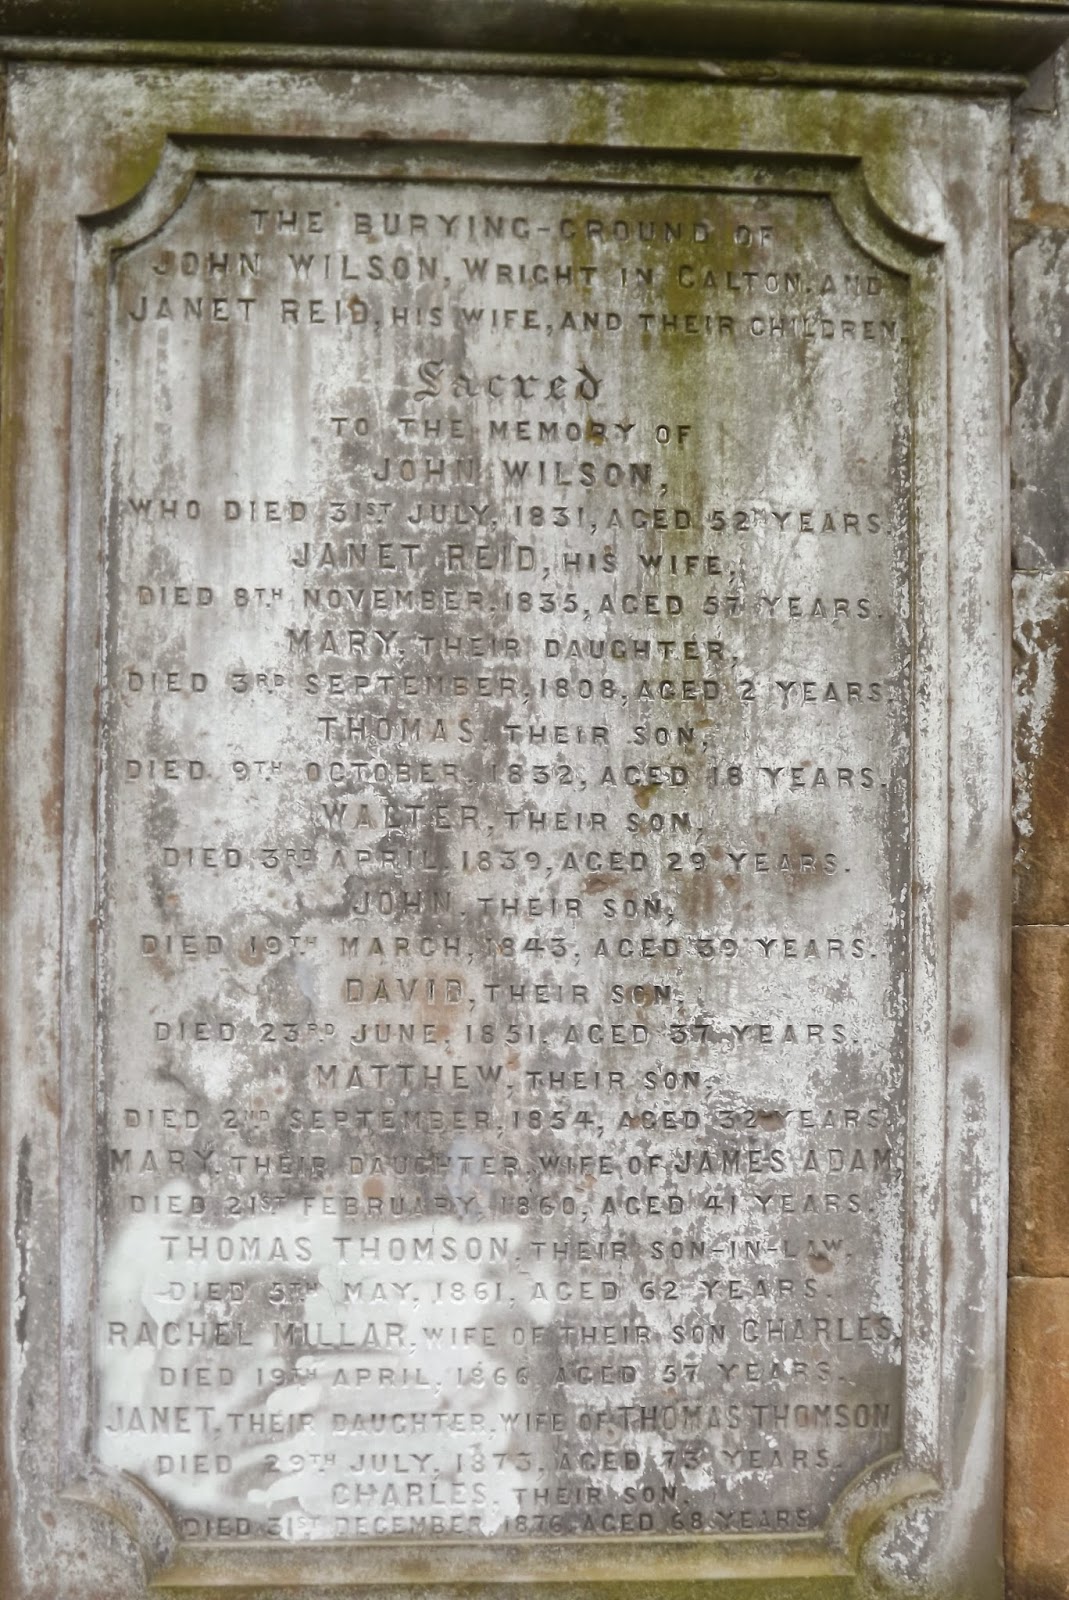 THE BURYING-GROUND OF
JOHN WILSON, WRIGHT IN CALTON, AND
JANET REID, HIS WIFE, AND THEIR CHILDREN.
Sacred
TO THE MEMORY OF
JOHN WILSON,
WHO DIED 31ST JULY, 1831, AGED 52 YEARS.
JANET REID, HIS WIFE,
DIED 8TH NOVEMBER, 1835, AGED 57 YEARS.
MARY, THEIR DAUGHTER,
DIED 3RD SEPTEMBER, 1808, AGED 2 YEARS.
THOMAS, THEIR SON,
DIED 9TH OCTOBER, 1832, AGED 18 YEARS.
WALTER, THEIR SON,
DIED 3RD APRIL, 1839, AGED 29 YEARS.
JOHN, THEIR SON,
DIED 19TH MARCH, 1843, AGED 39 YEARS.
DAVID, THEIR SON,
DIED 23RD JUNE, 1851, AGED 37 YEARS.
MATTHEW, THEIR SON,
DIED 2ND SEPTEMBER, 1854, AGED 32 YEARS.
MARY, THEIR DAUGHTER, WIFE OF JAMES ADAM,
DIED 21ST FEBRUARY, 1860, AGED 41 YEARS.
THOMAS THOMSON, THEIR SON-IN-LAW,
DIED 5TH MAY, 1861, AGED 62 YEARS.
RACHEL MILLAR, WIFE OF THEIR SON CHARLES,
DIED 19TH APRIL, 1866, AGED 57 YEARS.
JANET, THEIR DAUGHTER, WIFE OF THOMAS THOMSON
DIED 29TH JULY, 1873, AGED 73 YEARS.
CHARLES, THEIR SON,
DIED 31ST DECEMBER, 1876, AGED 68 YEARS.